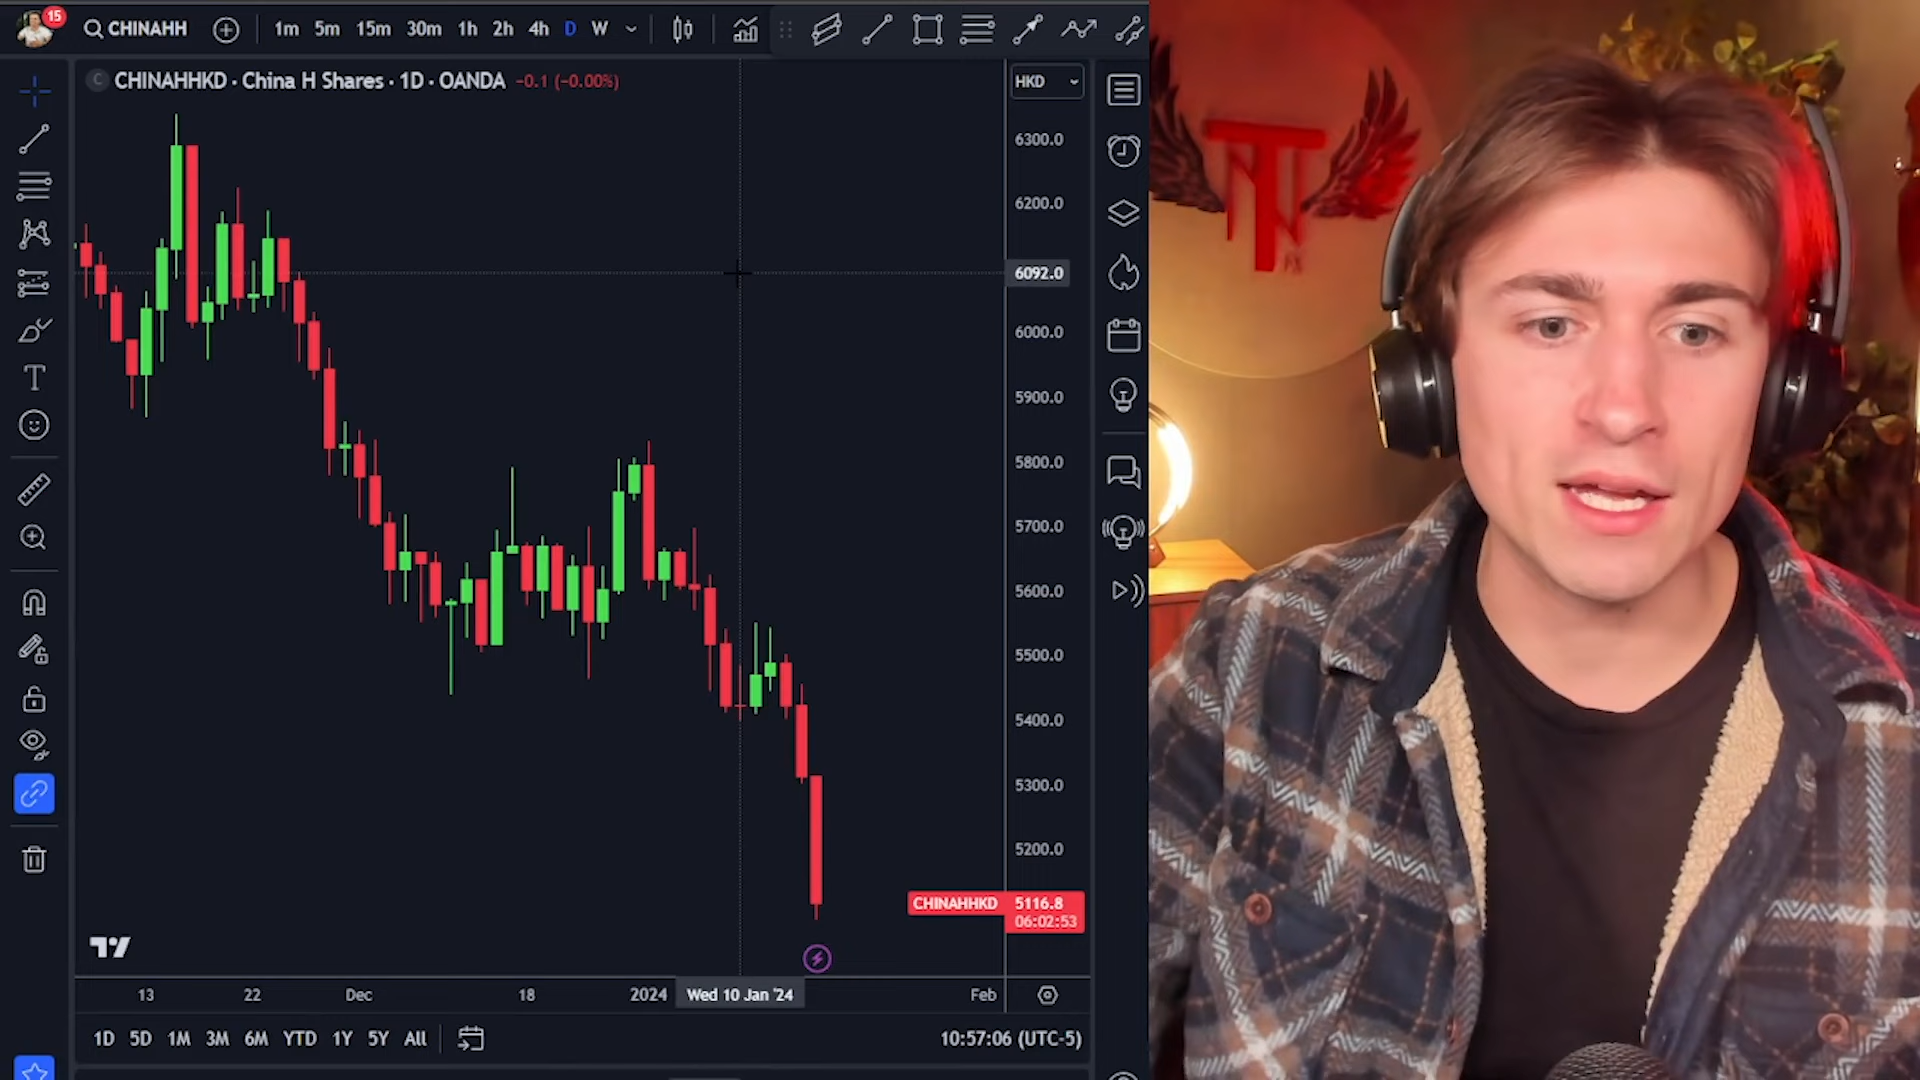 15
CHINAHH
1m 5m 15m 30m 1h 2h 4h D W
C CHINAHHKD · China H Shares · 1D · OANDA −0.1 (−0.00%)
HKD
6300.0
6200.0
6092.0
6000.0
5900.0
5800.0
5700.0
5600.0
5500.0
5400.0
5300.0
5200.0
CHINAHHKD 5116.8
06:02:53
13 22 Dec 18 2024 Wed 10 Jan '24 Feb
1D 5D 1M 3M 6M YTD 1Y 5Y All
10:57:06 (UTC-5)